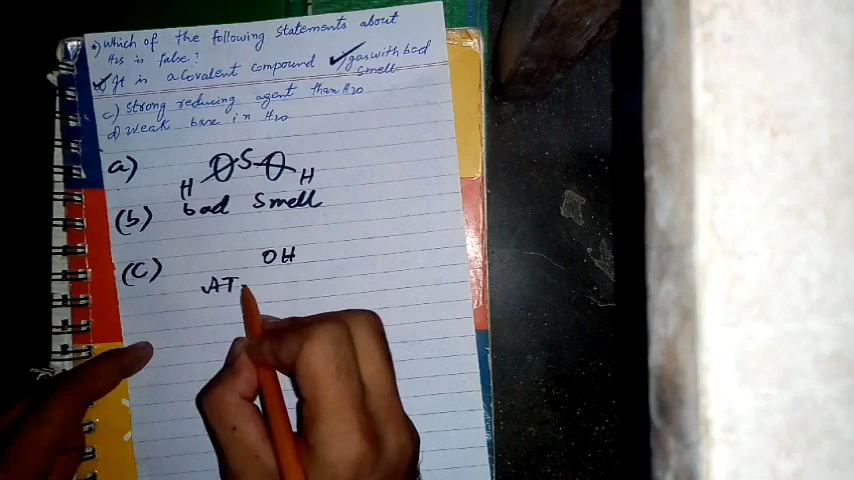 *) Which of the following Statements about
H2S is false?
a) It is a Covalent compound b) gas with bad
smell
c) Strong reducing agent than H2O
d) Weak base in H2O
a) H S H
(b) bad Smell
(c) OH
AT